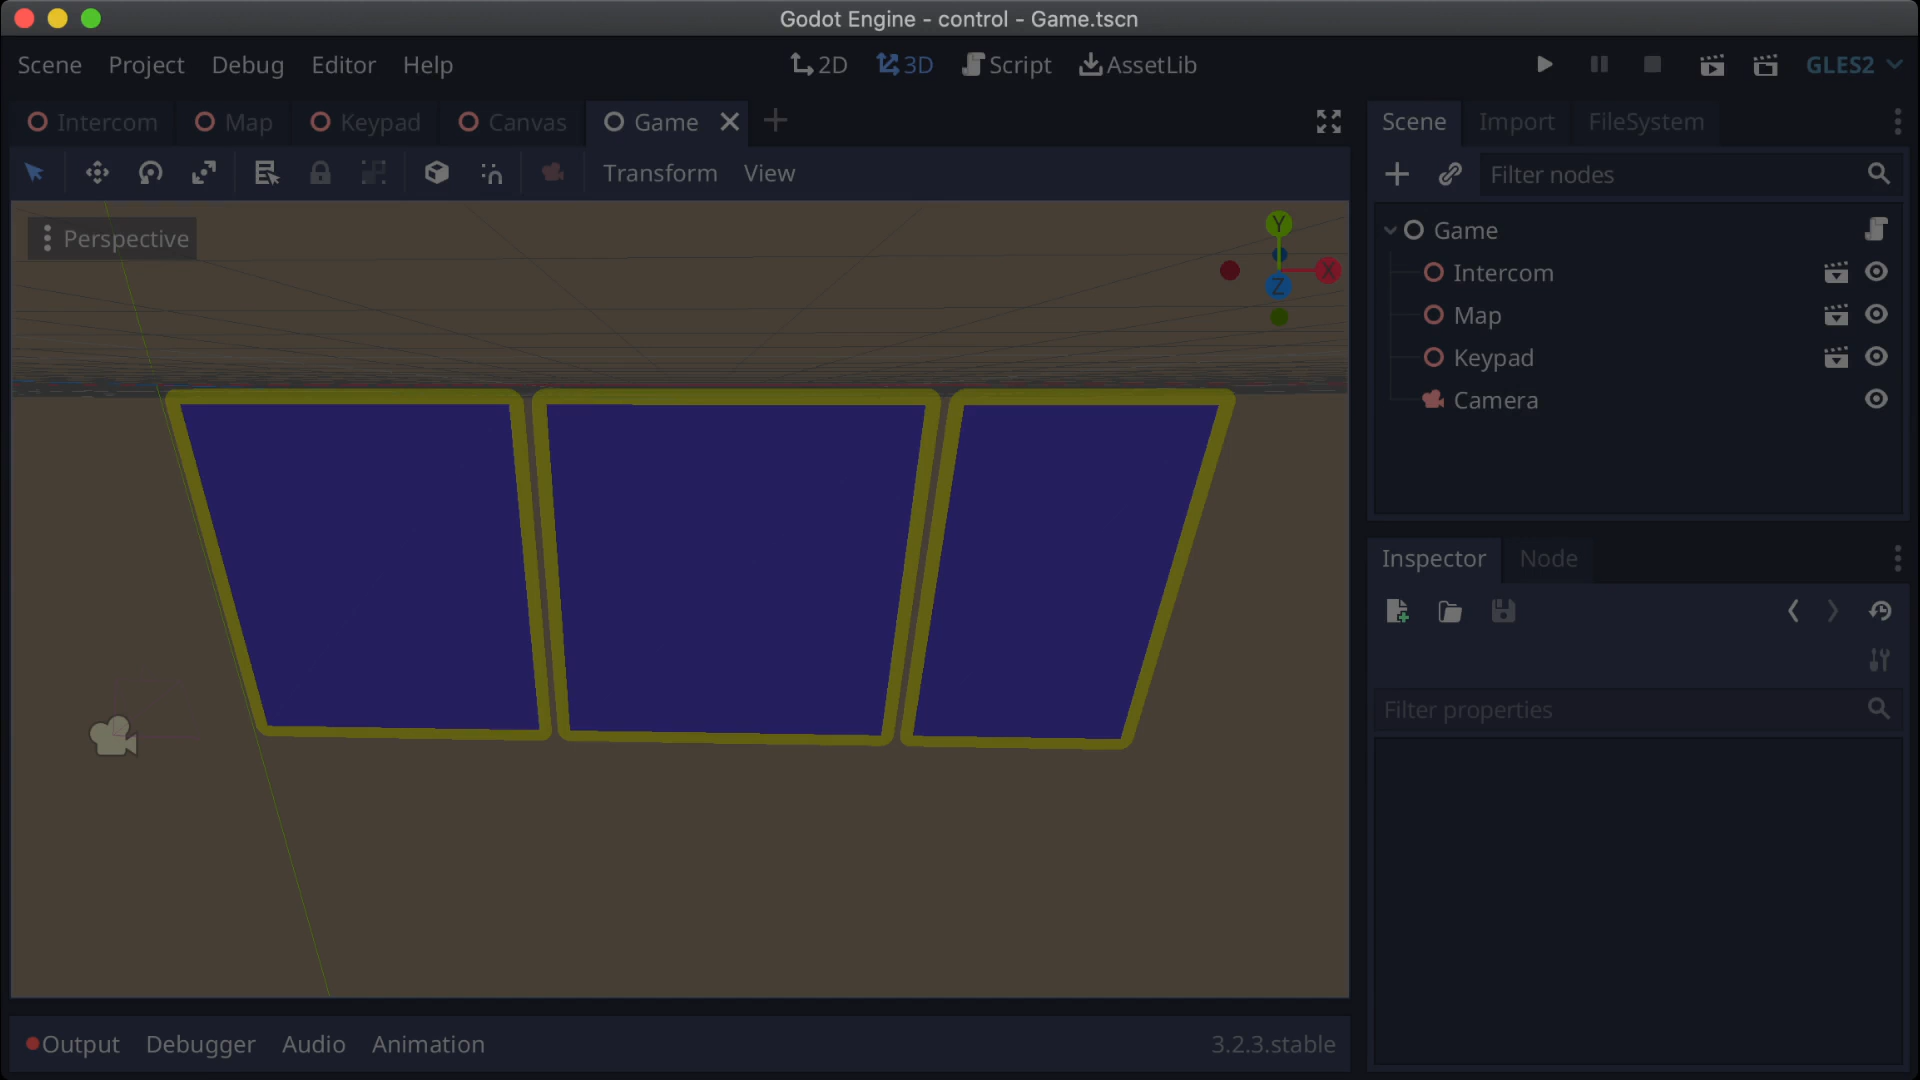 Godot Engine - control - Game.tscn
Scene Project Debug Editor Help 2D 3D Script AssetLib GLES2
Intercom Map Keypad Canvas Game
Scene Import FileSystem
Transform View
Filter nodes
Perspective
Y
X
Z
Game
Intercom
Map
Keypad
Camera
Inspector Node
Filter properties
Output Debugger Audio Animation 3.2.3.stable